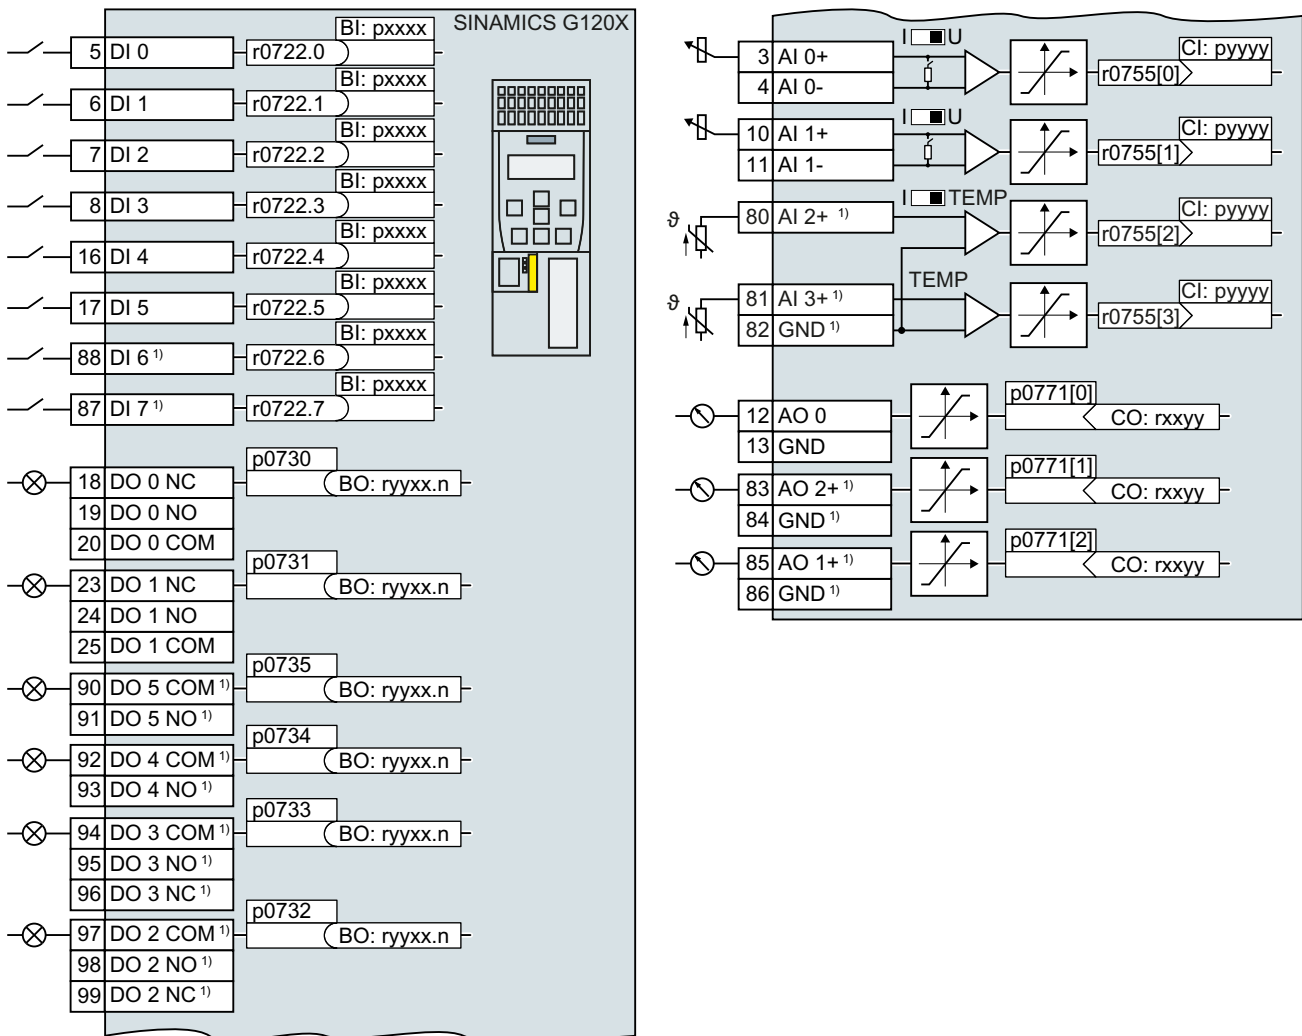 SINAMICS G120X
BI: pxxxx
5 DI 0 r0722.0
BI: pxxxx
6 DI 1 r0722.1
BI: pxxxx
7 DI 2 r0722.2
BI: pxxxx
8 DI 3 r0722.3
BI: pxxxx
16 DI 4 r0722.4
BI: pxxxx
17 DI 5 r0722.5
BI: pxxxx
88 DI 6 1) r0722.6
BI: pxxxx
87 DI 7 1) r0722.7
p0730
18 DO 0 NC BO: ryyxx.n
19 DO 0 NO
20 DO 0 COM
p0731
23 DO 1 NC BO: ryyxx.n
24 DO 1 NO
25 DO 1 COM
p0735
90 DO 5 COM 1) BO: ryyxx.n
91 DO 5 NO 1)
p0734
92 DO 4 COM 1) BO: ryyxx.n
93 DO 4 NO 1)
p0733
94 DO 3 COM 1) BO: ryyxx.n
95 DO 3 NO 1)
96 DO 3 NC 1)
p0732
97 DO 2 COM 1) BO: ryyxx.n
98 DO 2 NO 1)
99 DO 2 NC 1)
I U
CI: pyyyy
3 AI 0+
r0755[0]
4 AI 0-
I U
CI: pyyyy
10 AI 1+
r0755[1]
11 AI 1-
I TEMP
CI: pyyyy
ϑ 80 AI 2+ 1)
r0755[2]
TEMP
CI: pyyyy
ϑ 81 AI 3+ 1)
r0755[3]
82 GND 1)
p0771[0]
12 AO 0 CO: rxxyy
13 GND
p0771[1]
83 AO 2+ 1) CO: rxxyy
84 GND 1)
p0771[2]
85 AO 1+ 1) CO: rxxyy
86 GND 1)